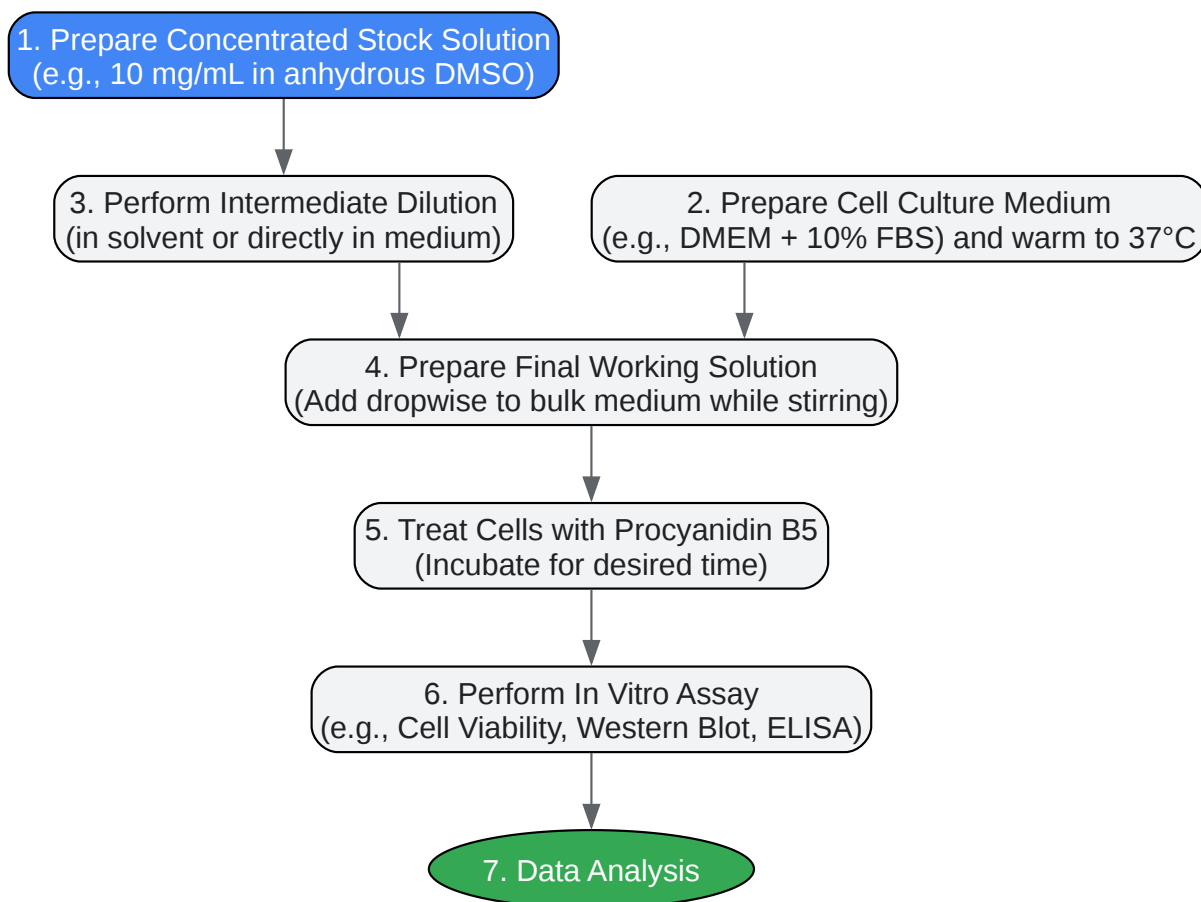 1. Prepare Concentrated Stock Solution
(e.g., 10 mg/mL in anhydrous DMSO)
3. Perform Intermediate Dilution
(in solvent or directly in medium)
2. Prepare Cell Culture Medium
(e.g., DMEM + 10% FBS) and warm to 37°C
4. Prepare Final Working Solution
(Add dropwise to bulk medium while stirring)
5. Treat Cells with Procyanidin B5
(Incubate for desired time)
6. Perform In Vitro Assay
(e.g., Cell Viability, Western Blot, ELISA)
7. Data Analysis